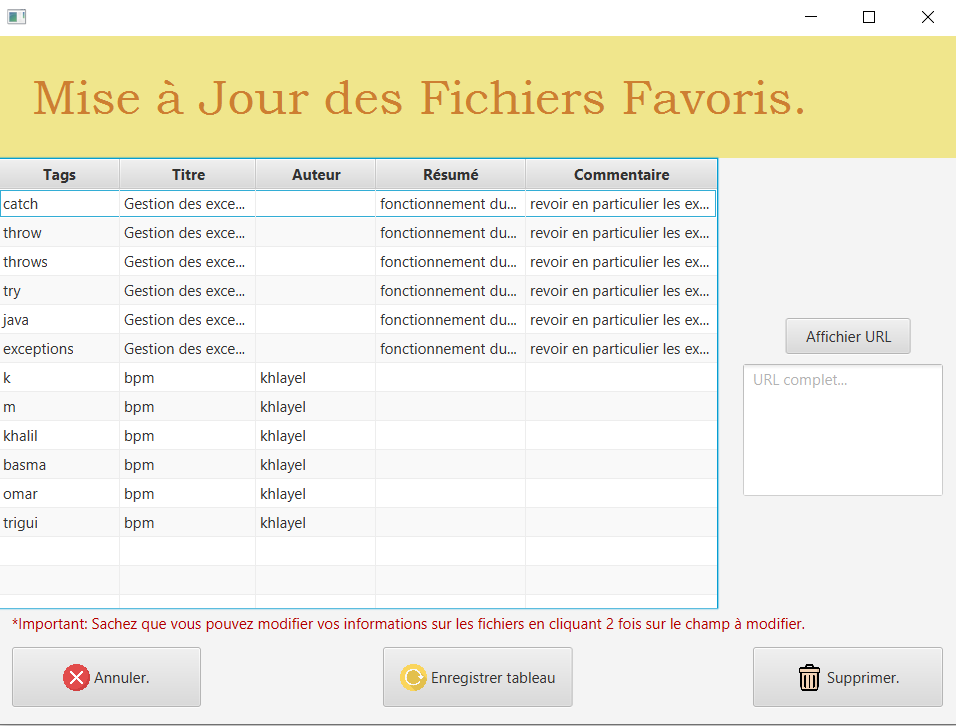 Mise à Jour des Fichiers Favoris.
Tags Titre Auteur Résumé Commentaire
catch Gestion des exce... fonctionnement du... revoir en particulier les ex...
throw Gestion des exce... fonctionnement du... revoir en particulier les ex...
throws Gestion des exce... fonctionnement du... revoir en particulier les ex...
try Gestion des exce... fonctionnement du... revoir en particulier les ex...
java Gestion des exce... fonctionnement du... revoir en particulier les ex...
exceptions Gestion des exce... fonctionnement du... revoir en particulier les ex...
k bpm khlayel
m bpm khlayel
khalil bpm khlayel
basma bpm khlayel
omar bpm khlayel
trigui bpm khlayel
Affichier URL
URL complet...
*Important: Sachez que vous pouvez modifier vos informations sur les fichiers en cliquant 2 fois sur le champ à modifier.
Annuler. Enregistrer tableau Supprimer.